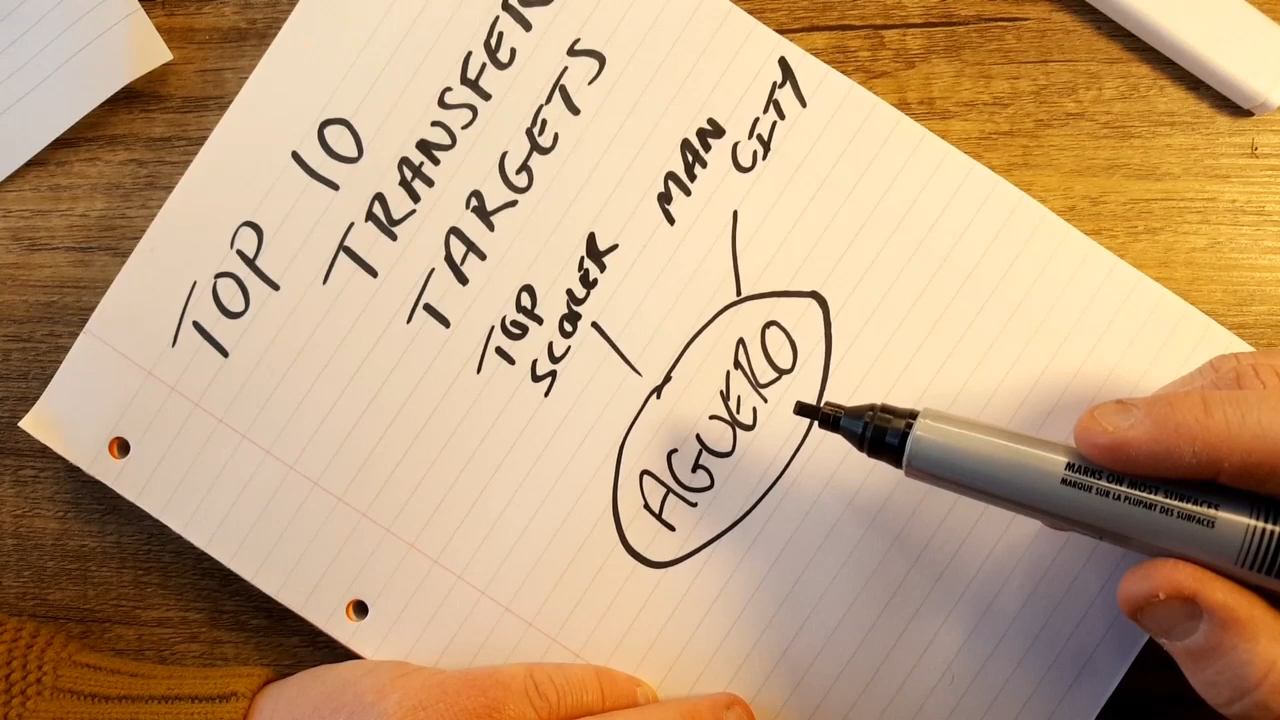 TOP 10
TRANSFER
TARGETS
TOP
SCORER
MAN
CITY
AGUERO
MARKS ON MOST SURFACES
MARQUE SUR LA PLUPART DES SURFACES